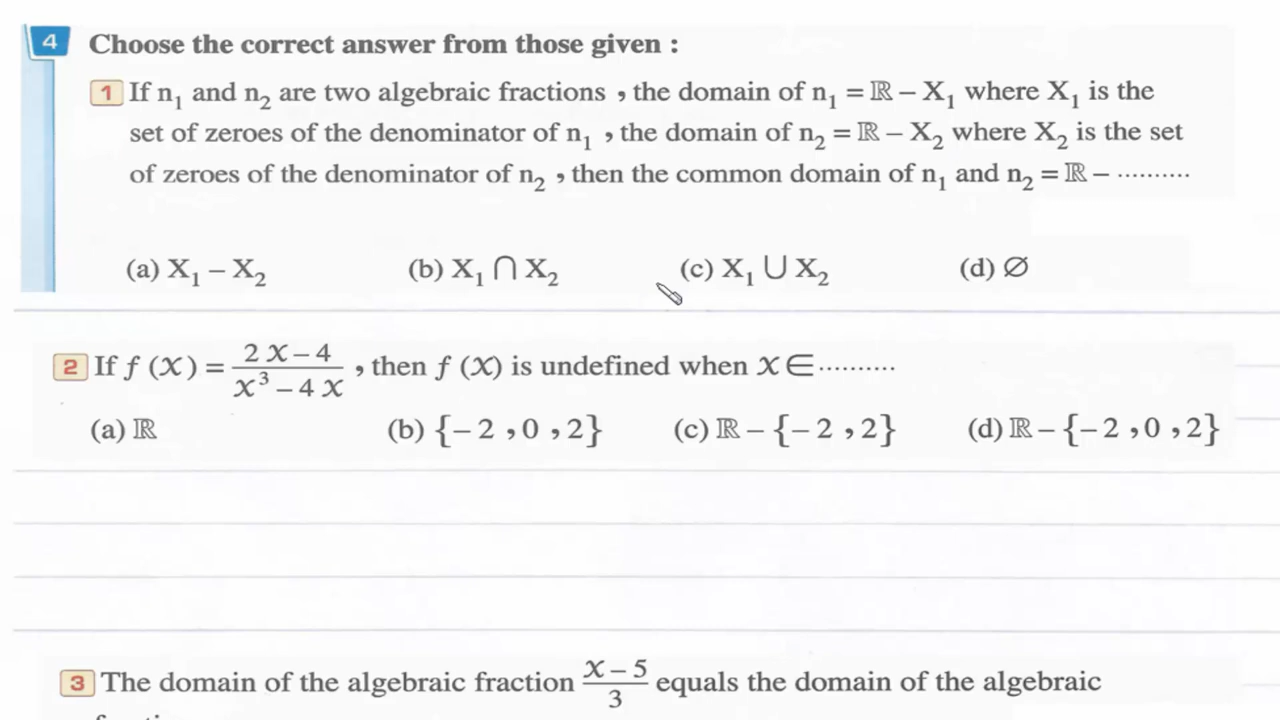 4 Choose the correct answer from those given :
1 If n₁ and n₂ are two algebraic fractions , the domain of n₁ = ℝ – X₁ where X₁ is the
set of zeroes of the denominator of n₁ , the domain of n₂ = ℝ – X₂ where X₂ is the set
of zeroes of the denominator of n₂ , then the common domain of n₁ and n₂ = ℝ – ··········
(a) X₁ – X₂ (b) X₁ ∩ X₂ (c) X₁ ∪ X₂ (d) ∅
2 If f (x) = (2 x – 4)/(x³ – 4 x) , then f (x) is undefined when x ∈ ··········
(a) ℝ (b) {– 2 , 0 , 2} (c) ℝ – {– 2 , 2} (d) ℝ – {– 2 , 0 , 2}
3 The domain of the algebraic fraction (x – 5)/3 equals the domain of the algebraic